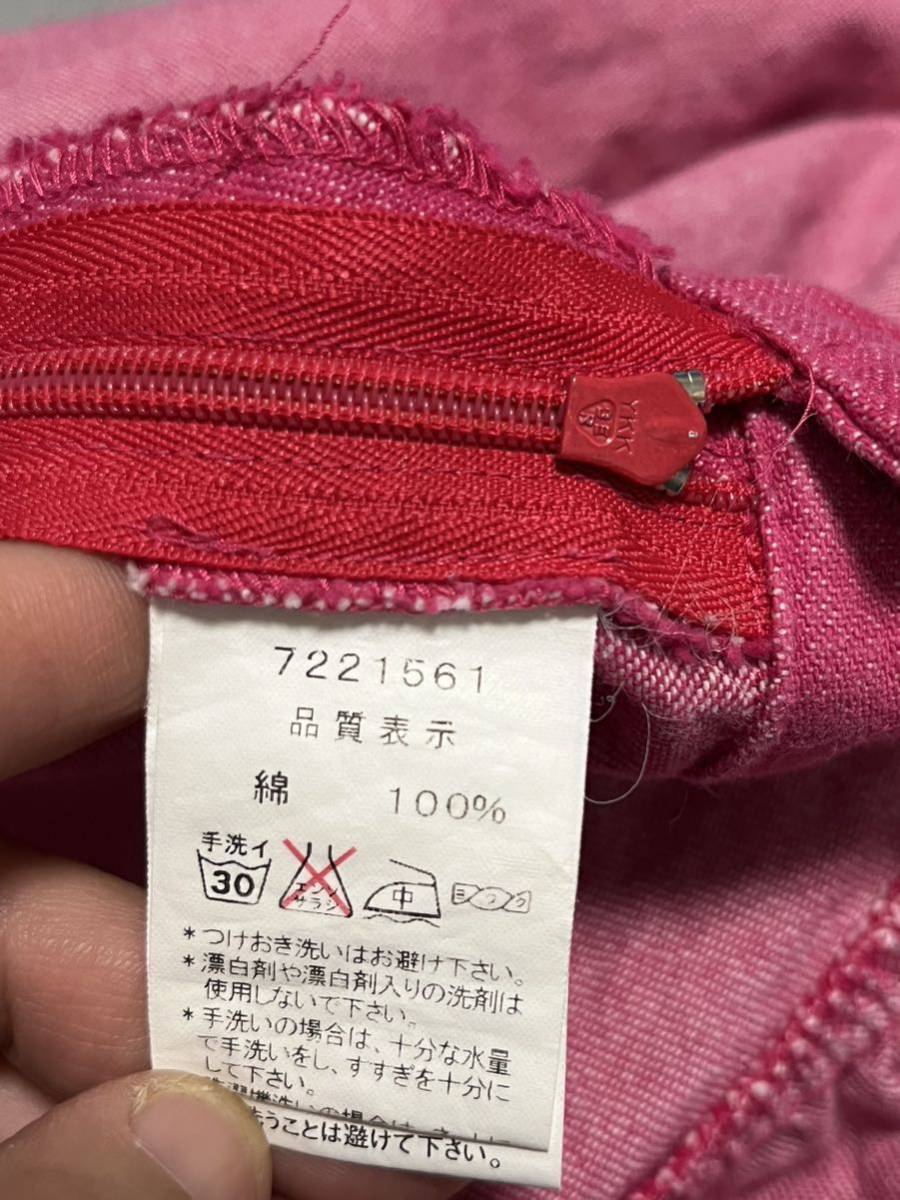 YKK
7221561
品質表示
綿 100%
手洗イ
30
エンソ
サラシ
中
＊つけおき洗いはお避け下さい。
＊漂白剤や漂白剤入りの洗剤は
使用しないで下さい。
＊手洗いの場合は、十分な水量
で手洗いをし、すすぎを十分に
して下さい。
うことは避けて下さい。